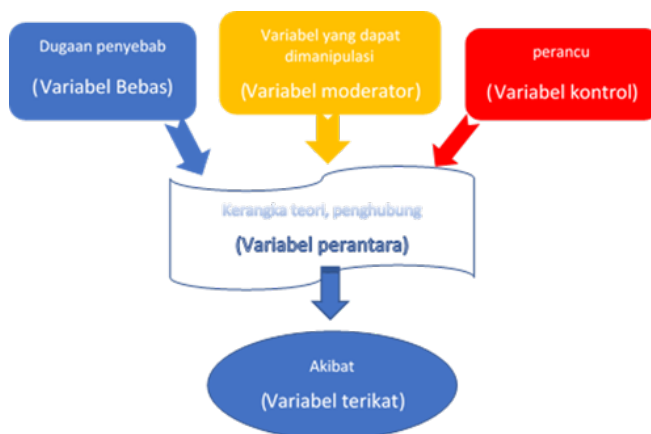 Dugaan penyebab
(Variabel Bebas)
Variabel yang dapat
dimanipulasi
(Variabel moderator)
perancu
(Variabel kontrol)
Kerangka teori, penghubung
(Variabel perantara)
Akibat
(Variabel terikat)